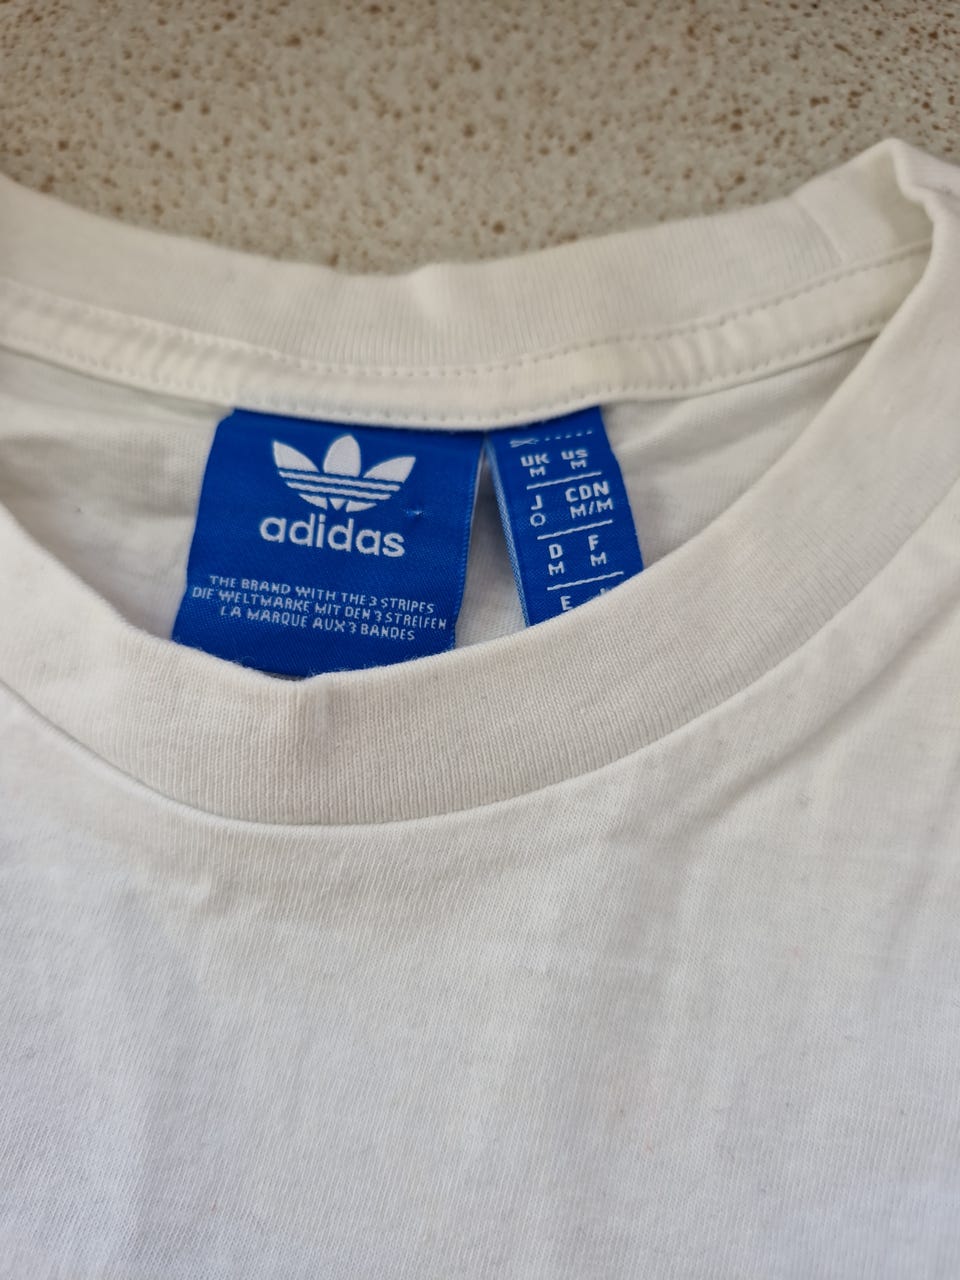 adidas
THE BRAND WITH THE 3 STRIPES
DIE WELTMARKE MIT DEN 3 STREIFEN
LA MARQUE AUX 3 BANDES
UK US
M M
J CDN
O M/M
D F
M M
E